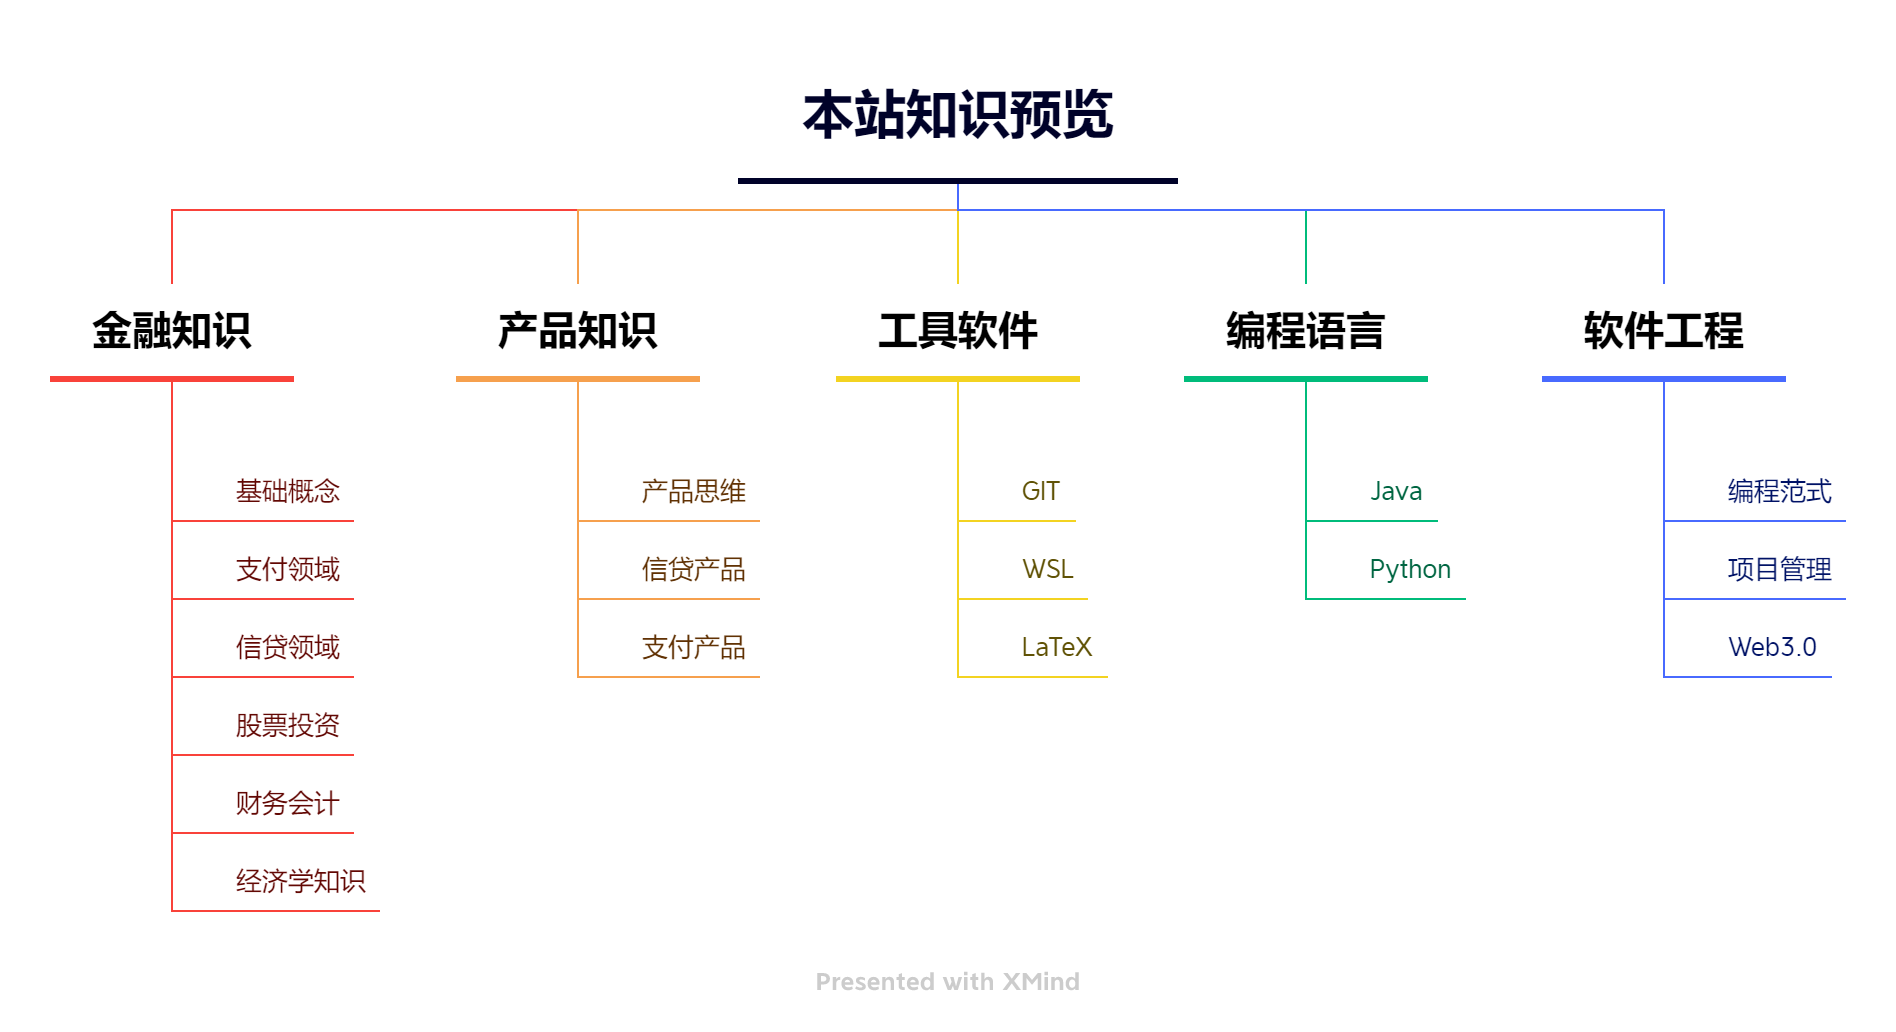 本站知识预览
金融知识
基础概念
支付领域
信贷领域
股票投资
财务会计
经济学知识
产品知识
产品思维
信贷产品
支付产品
工具软件
GIT
WSL
LaTeX
编程语言
Java
Python
软件工程
编程范式
项目管理
Web3.0
Presented with XMind